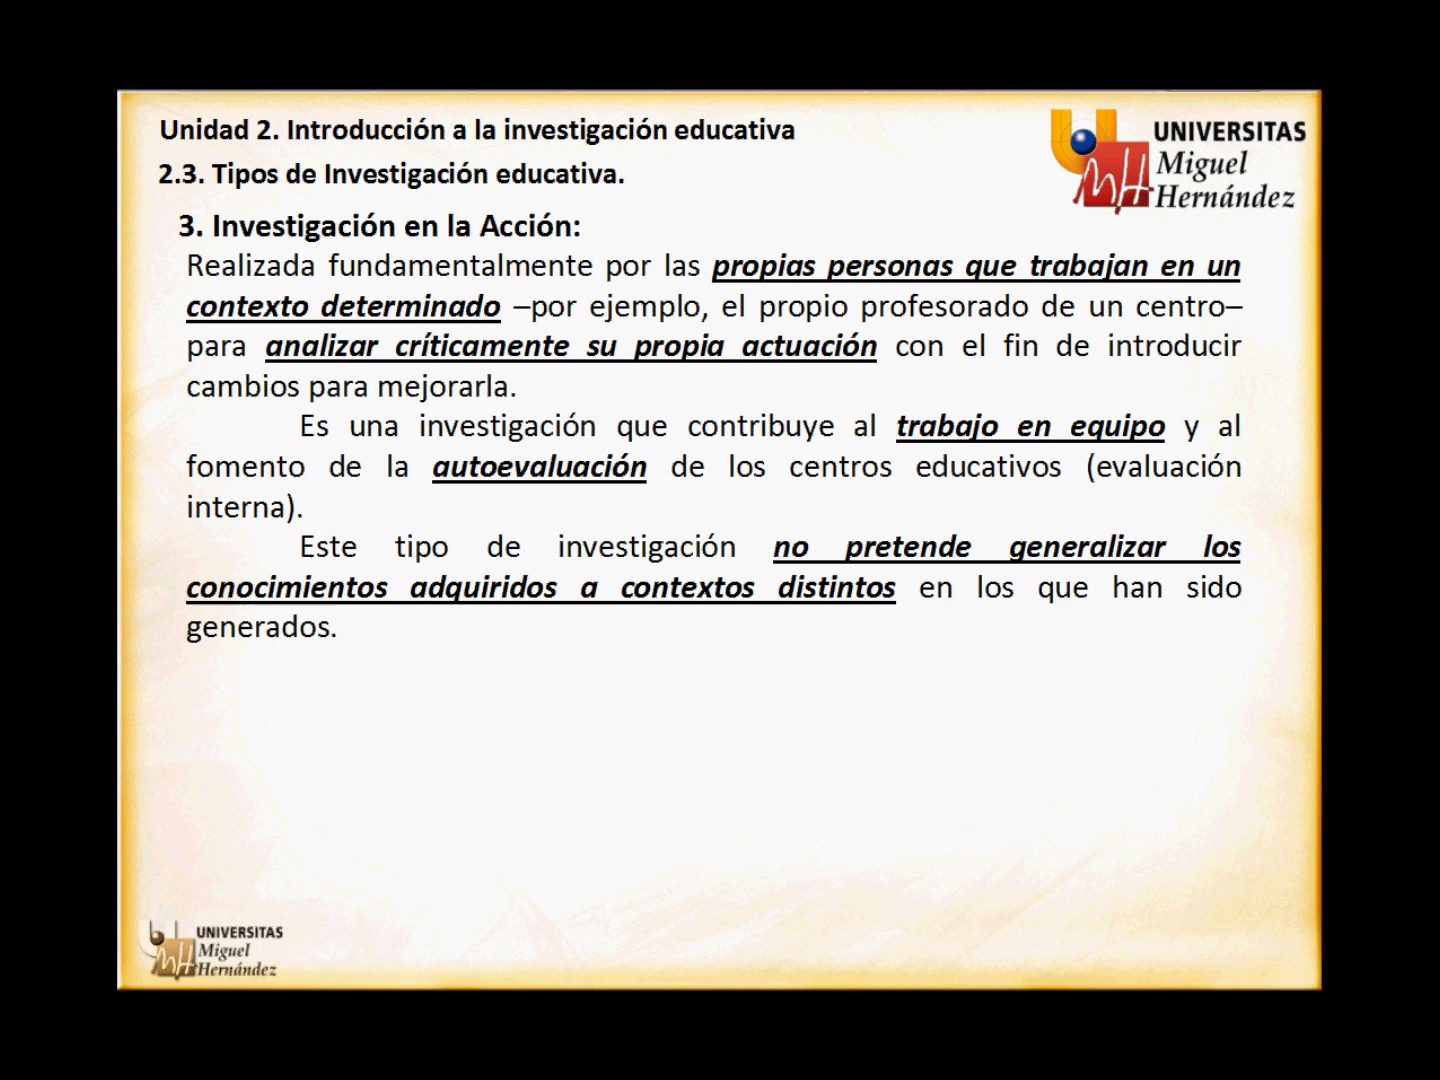 Unidad 2. Introducción a la investigación educativa
2.3. Tipos de Investigación educativa.
UNIVERSITAS
Miguel
Hernández
3. Investigación en la Acción:
Realizada fundamentalmente por las propias personas que trabajan en un
contexto determinado –por ejemplo, el propio profesorado de un centro–
para analizar críticamente su propia actuación con el fin de introducir
cambios para mejorarla.
Es una investigación que contribuye al trabajo en equipo y al
fomento de la autoevaluación de los centros educativos (evaluación
interna).
Este tipo de investigación no pretende generalizar los
conocimientos adquiridos a contextos distintos en los que han sido
generados.
UNIVERSITAS
Miguel
Hernández